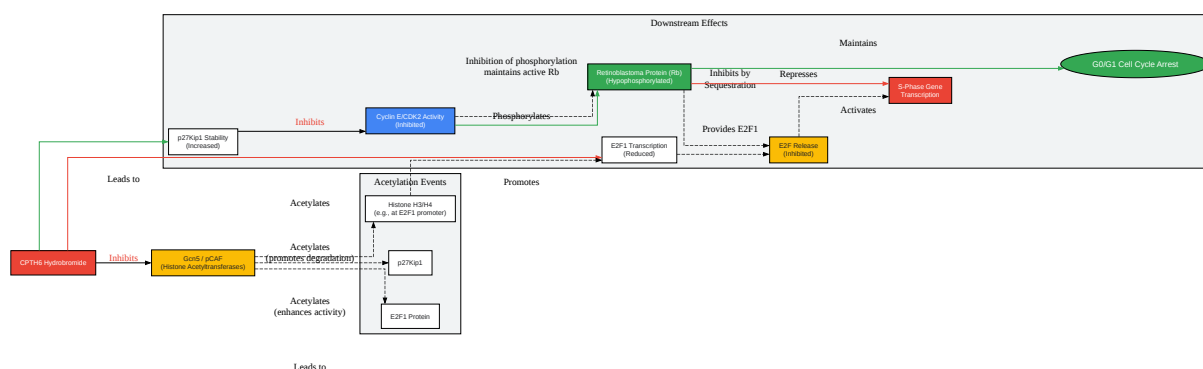 Downstream Effects
Maintains
Inhibition of phosphorylation
maintains active Rb
G0/G1 Cell Cycle Arrest
Retinoblastoma Protein (Rb)
(Hypophosphorylated)
Inhibits by
Sequestration
Represses
S-Phase Gene
Transcription
Cyclin E/CDK2 Activity
(Inhibited)
Phosphorylates
Activates
Inhibits
p27Kip1 Stability
(Increased)
Provides E2F1
E2F1 Transcription
(Reduced)
E2F Release
(Inhibited)
Leads to
Acetylation Events
Promotes
Acetylates
Histone H3/H4
(e.g., at E2F1 promoter)
CPTH6 Hydrobromide
Inhibits
Gcn5 / pCAF
(Histone Acetyltransferases)
Acetylates
(promotes degradation)
p27Kip1
Acetylates
(enhances activity)
E2F1 Protein
Leads to